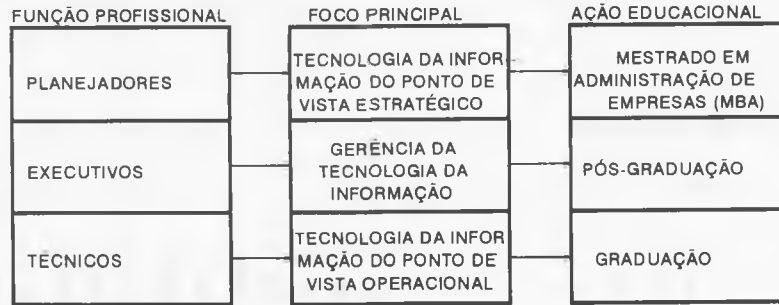 FUNÇÃO PROFISSIONAL
FOCO PRINCIPAL
AÇÃO EDUCACIONAL
PLANEJADORES
TECNOLOGIA DA INFOR
MAÇÃO DO PONTO DE
VISTA ESTRATÉGICO
MESTRADO EM
ADMINISTRAÇÃO DE
EMPRESAS (MBA)
EXECUTIVOS
GERÊNCIA DA
TECNOLOGIA DA
INFORMAÇÃO
PÓS-GRADUAÇÃO
TÉCNICOS
TECNOLOGIA DA INFOR
MAÇÃO DO PONTO DE
VISTA OPERACIONAL
GRADUAÇÃO